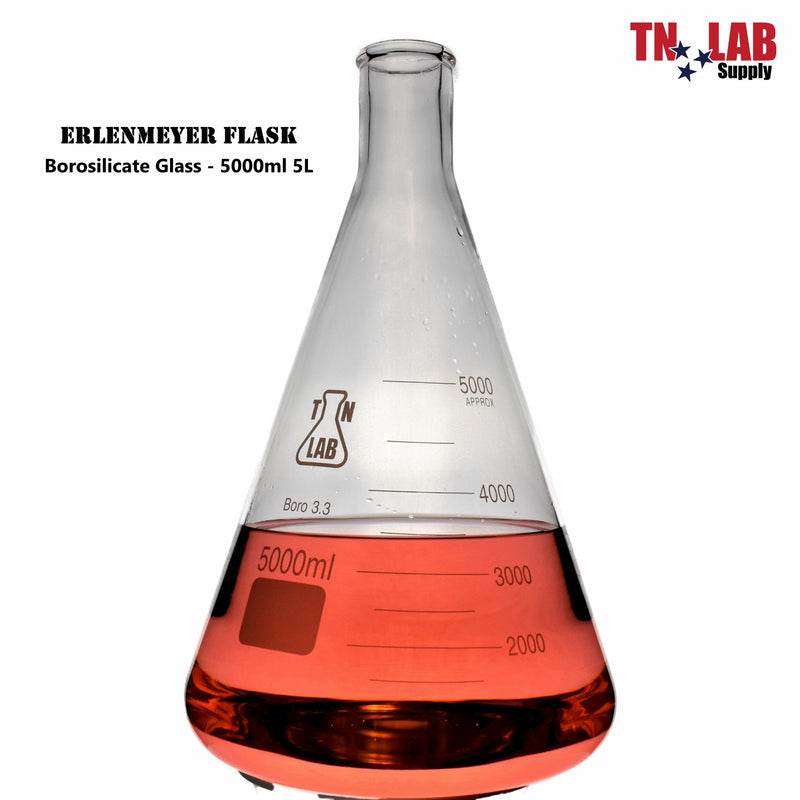 TN LAB
Supply
ERLENMEYER FLASK
Borosilicate Glass - 5000ml 5L
5000
APPROX
T N
LAB
4000
Boro 3.3
5000ml
3000
2000